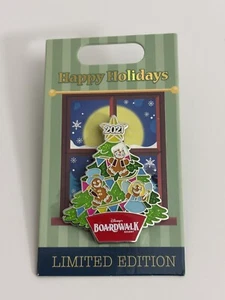 Happy Holidays
2021
Disney's
BOARDWALK
LIMITED EDITION